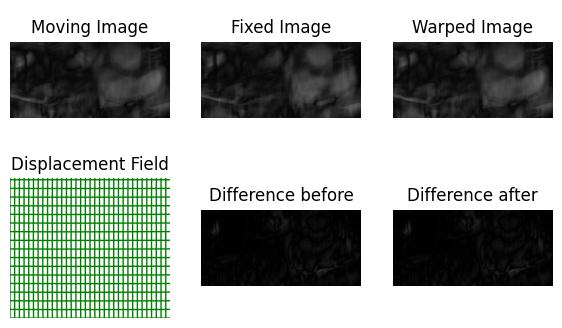 Moving Image
Fixed Image
Warped Image
Displacement Field
Difference before
Difference after